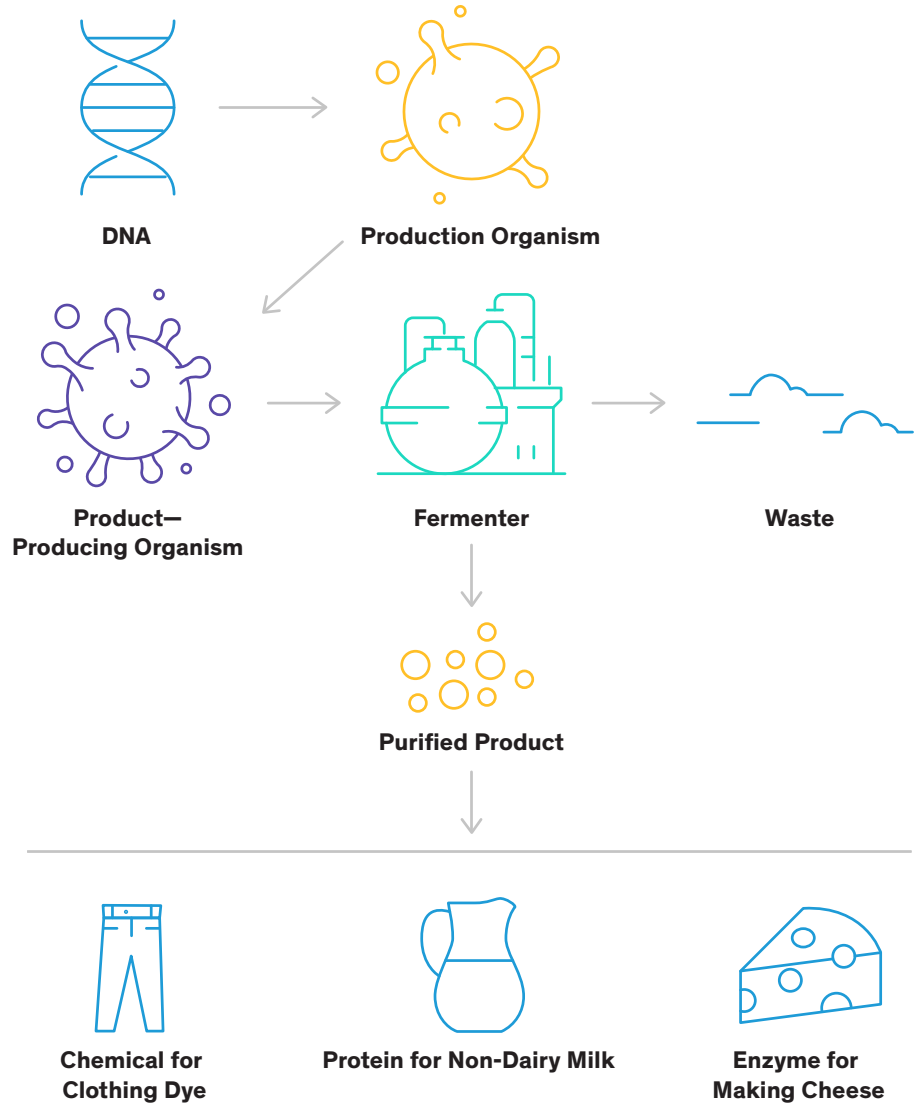 DNA
Production Organism
Product—
Producing Organism
Fermenter
Waste
Purified Product
Chemical for
Clothing Dye
Protein for Non-Dairy Milk
Enzyme for
Making Cheese